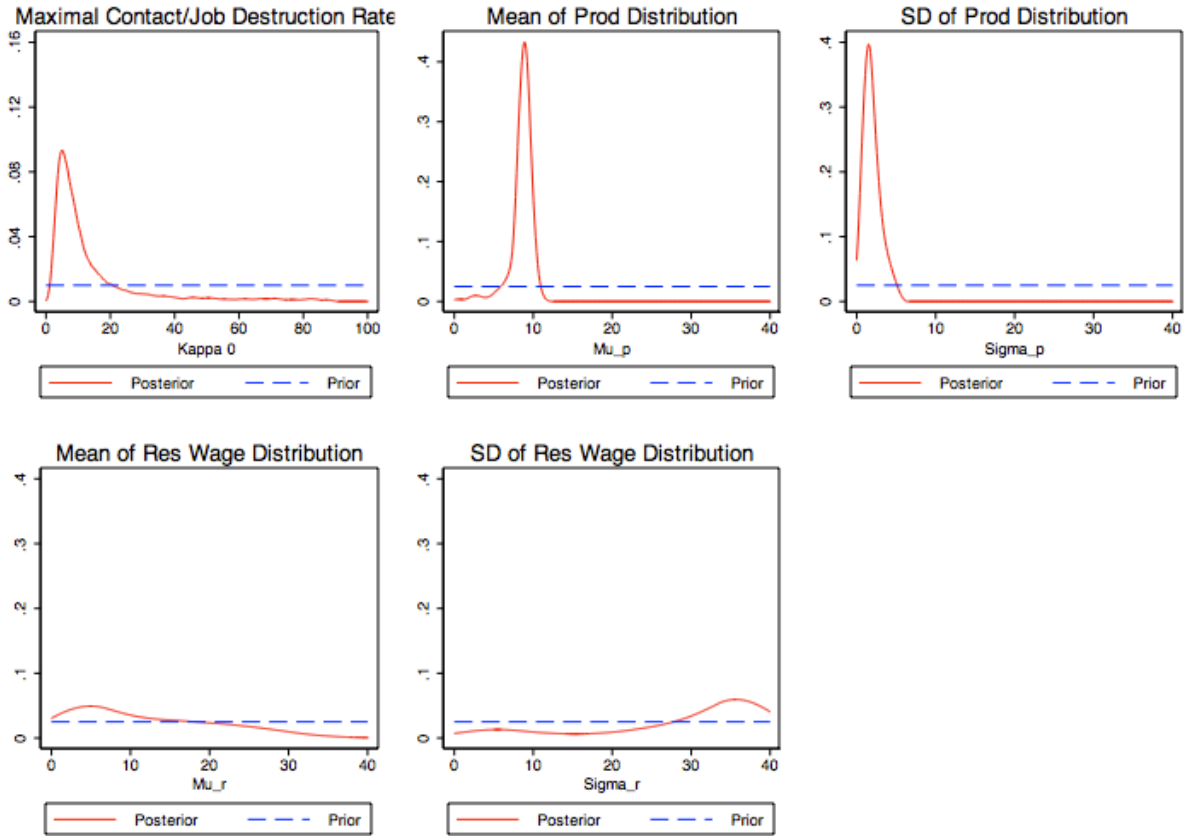 Maximal Contact/Job Destruction Rate
.16
.12
.08
.04
0
0 20 40 60 80 100
Kappa 0
Posterior Prior
Mean of Prod Distribution
.4
.3
.2
.1
0
0 10 20 30 40
Mu_p
Posterior Prior
SD of Prod Distribution
.4
.3
.2
.1
0
0 10 20 30 40
Sigma_p
Posterior Prior
Mean of Res Wage Distribution
.4
.3
.2
.1
0
0 10 20 30 40
Mu_r
Posterior Prior
SD of Res Wage Distribution
.4
.3
.2
.1
0
0 10 20 30 40
Sigma_r
Posterior Prior